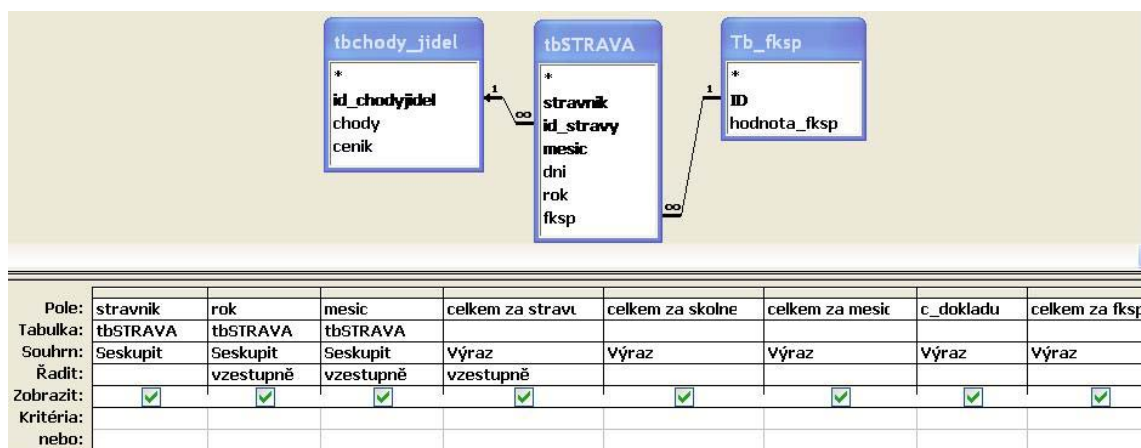 tbchody_jidel
*
id_chodyjidel
chody
ceník
1
∞
tbSTRAVA
*
stravnik
id_stravy
mesic
dni
rok
fksp
Tb_fksp
*
ID
hodnota_fksp
1
∞
Pole: stravnik rok mesic celkem za stravu celkem za skolne celkem za mesic c_dokladu celkem za fksp
Tabulka: tbSTRAVA tbSTRAVA tbSTRAVA
Souhrn: Seskupit Seskupit Seskupit Výraz Výraz Výraz Výraz Výraz
Řadit: vzestupně vzestupně vzestupně
Zobrazit:
Kritéria:
nebo: